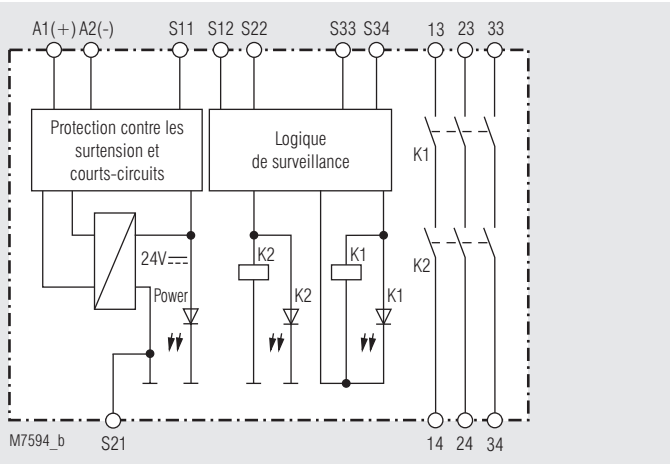 A1(+) A2(-) S11 S12 S22 S33 S34 13 23 33
Protection contre les
surtension et
courts-circuits
Logique
de surveillance
K1
K2
24V
K2
K1
Power
K2
K1
M7594_b
S21
14 24 34